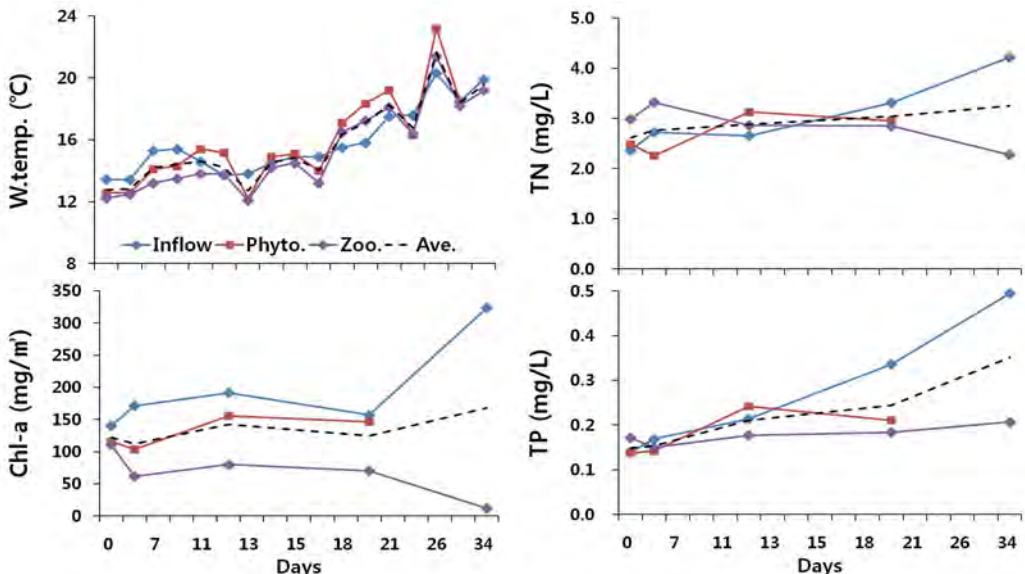 W.temp. (℃)
24
20
16
12
8
Inflow Phyto. Zoo. Ave.
TN (mg/L)
5.0
4.0
3.0
2.0
1.0
0.0
Chl-a (mg/㎥)
350
300
250
200
150
100
50
0
0 7 11 13 15 18 21 26 34
Days
TP (mg/L)
0.5
0.4
0.3
0.2
0.1
0.0
0 7 11 13 15 18 21 26 34
Days